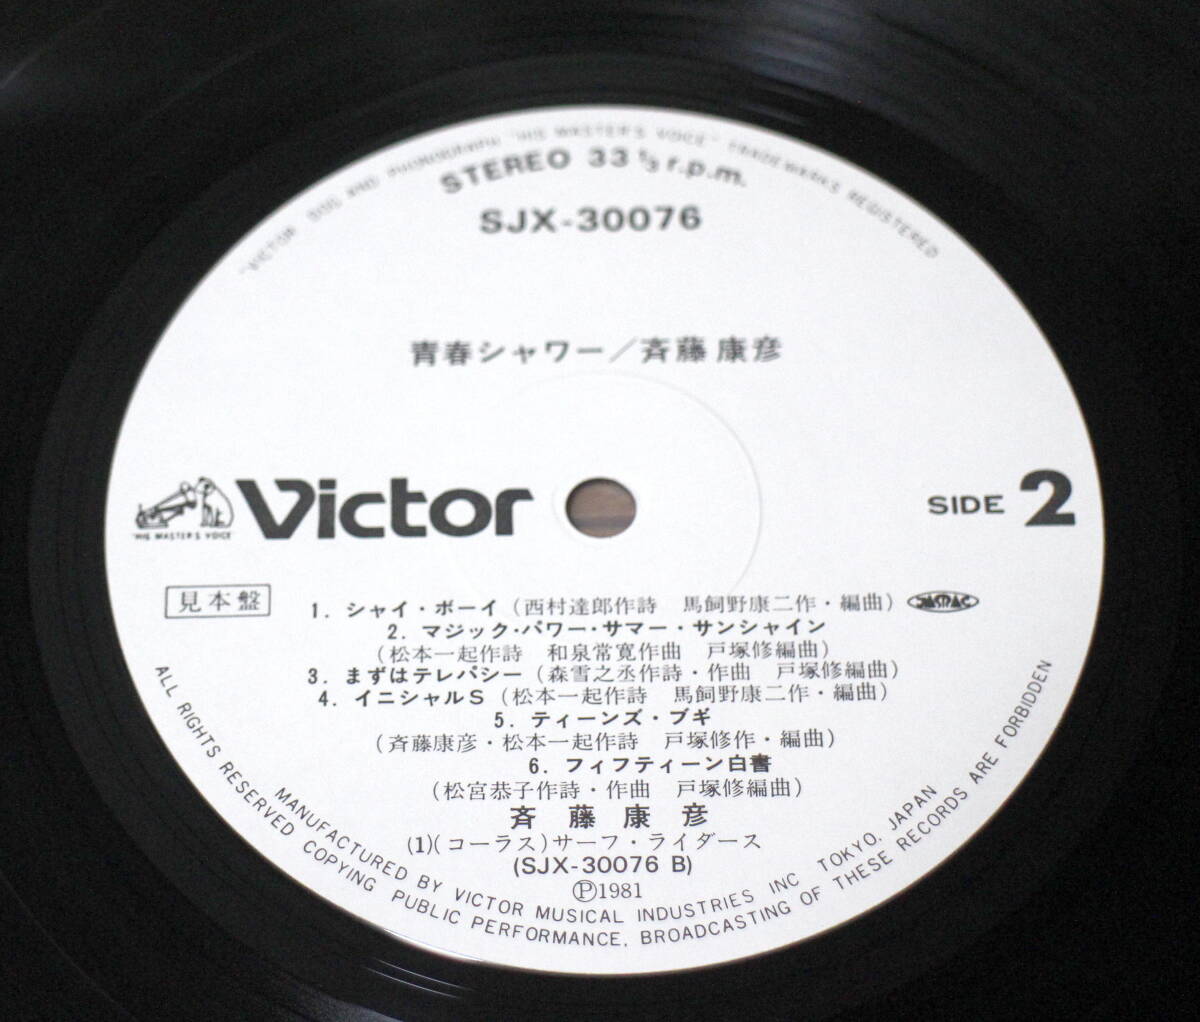 "VICTOR" DISC AND PHONOGRAPH "HIS MASTER'S VOICE" TRADEMARKS REGISTERED
STEREO 33 1/3 r.p.m.
SJX-30076
青春シャワー/斉藤康彦
"HIS MASTER'S VOICE"
Victor
SIDE 2
見本盤
1. シャイ・ボーイ(西村達郎作詩 馬飼野康二作・編曲)
JASRAC
2. マジック・パワー・サマー・サンシャイン
(松本一起作詩 和泉常寛作曲 戸塚修編曲)
3. まずはテレパシー(森雪之丞作詩・作曲 戸塚修編曲)
4. イニシャルS(松本一起作詩 馬飼野康二作・編曲)
5. ティーンズ・ブギ
(斉藤康彦・松本一起作詩 戸塚修作・編曲)
6. フィフティーン白書
(松宮恭子作詩・作曲 戸塚修編曲)
斉藤康彦
(1)(コーラス)サーフ・ライダース
(SJX-30076 B)
Ⓟ1981
MANUFACTURED BY VICTOR MUSICAL INDUSTRIES INC TOKYO, JAPAN
ALL RIGHTS RESERVED COPYING PUBLIC PERFORMANCE, BROADCASTING OF THESE RECORDS ARE FORBIDDEN